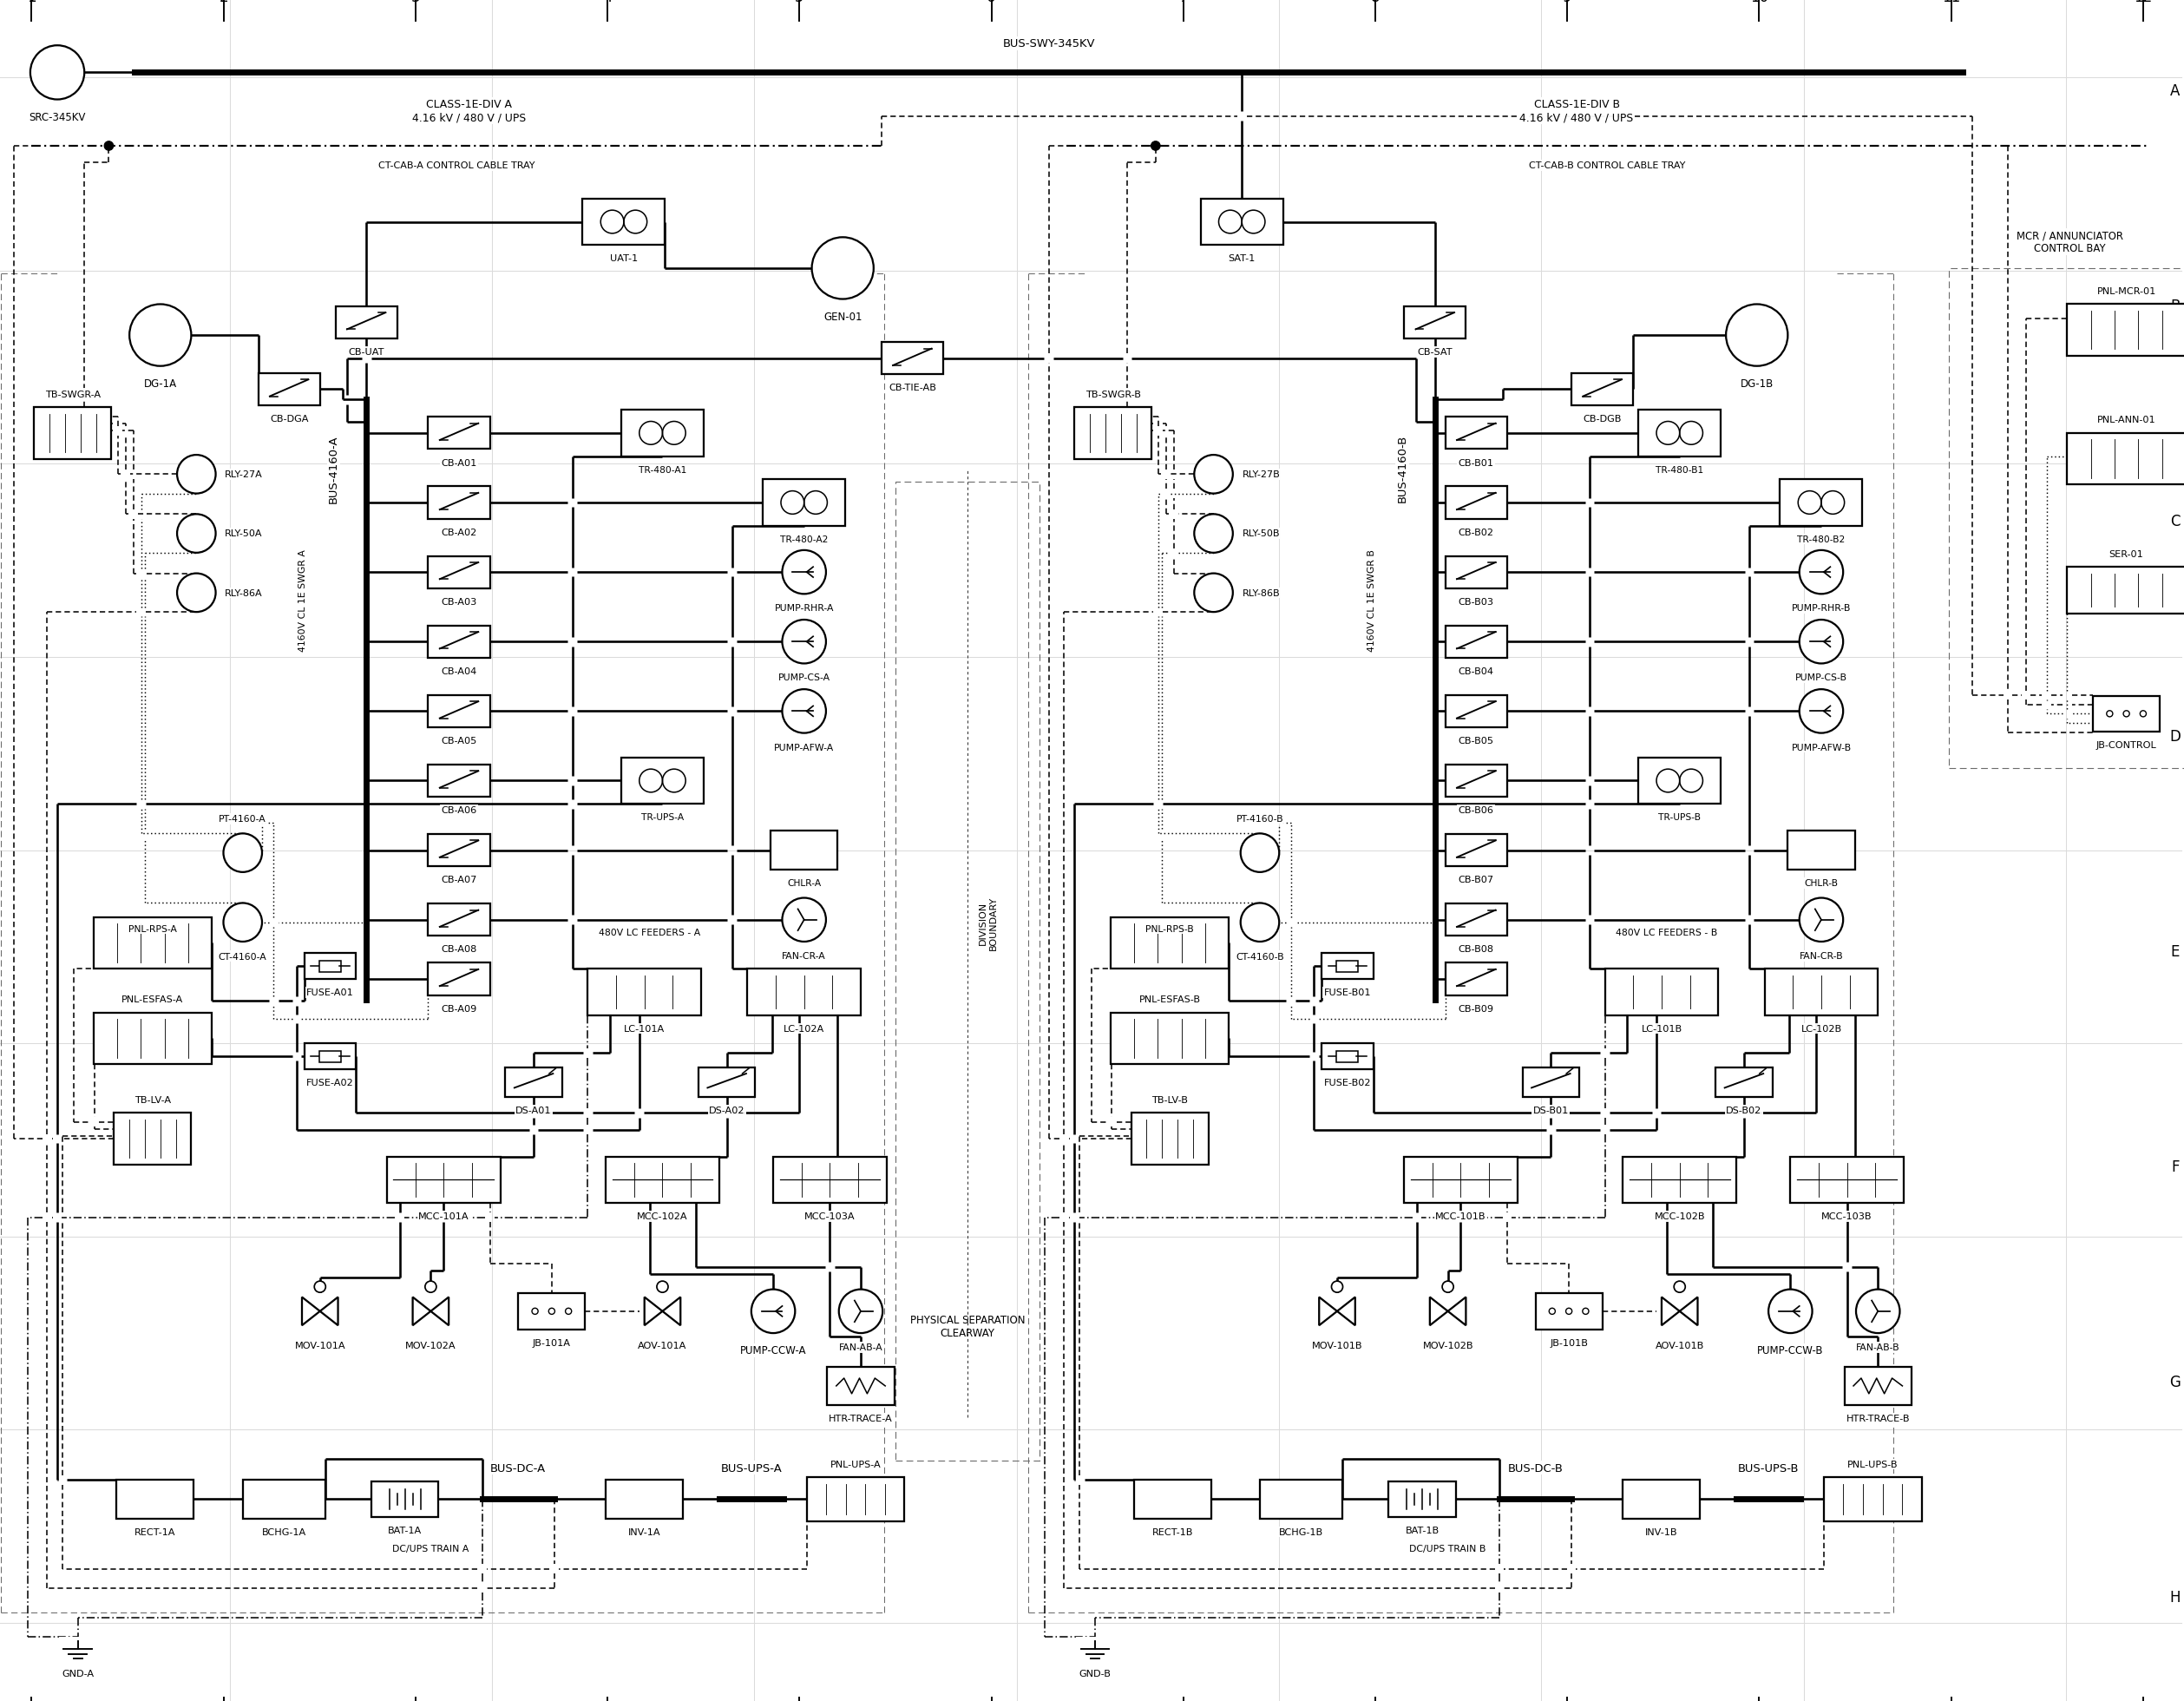 BUS-SWY-345KV
SRC-345KV
A
CLASS-1E-DIV A
4.16 kV / 480 V / UPS
CLASS-1E-DIV B
4.16 kV / 480 V / UPS
CT-CAB-A CONTROL CABLE TRAY
CT-CAB-B CONTROL CABLE TRAY
UAT-1
SAT-1
MCR / ANNUNCIATOR
CONTROL BAY
GEN-01
PNL-MCR-01
CB-UAT
CB-SAT
DG-1A
CB-TIE-AB
DG-1B
TB-SWGR-A
CB-DGA
TB-SWGR-B
CB-DGB
PNL-ANN-01
BUS-4160-A
BUS-4160-B
CB-A01
TR-480-A1
CB-B01
TR-480-B1
RLY-27A
RLY-27B
C
CB-A02
TR-480-A2
CB-B02
TR-480-B2
RLY-50A
RLY-50B
SER-01
4160V CL 1E SWGR A
4160V CL 1E SWGR B
RLY-86A
RLY-86B
CB-A03
PUMP-RHR-A
CB-B03
PUMP-RHR-B
CB-A04
PUMP-CS-A
CB-B04
PUMP-CS-B
D
CB-A05
PUMP-AFW-A
CB-B05
PUMP-AFW-B
JB-CONTROL
CB-A06
TR-UPS-A
CB-B06
TR-UPS-B
PT-4160-A
PT-4160-B
CB-A07
CHLR-A
CB-B07
CHLR-B
DIVISION
BOUNDARY
PNL-RPS-A
480V LC FEEDERS - A
PNL-RPS-B
480V LC FEEDERS - B
CT-4160-A
CB-A08
FAN-CR-A
CT-4160-B
CB-B08
FAN-CR-B
E
PNL-ESFAS-A
FUSE-A01
CB-A09
PNL-ESFAS-B
FUSE-B01
CB-B09
LC-101A
LC-102A
LC-101B
LC-102B
FUSE-A02
FUSE-B02
TB-LV-A
DS-A01
DS-A02
TB-LV-B
DS-B01
DS-B02
F
MCC-101A
MCC-102A
MCC-103A
MCC-101B
MCC-102B
MCC-103B
PHYSICAL SEPARATION
CLEARWAY
MOV-101A
MOV-102A
JB-101A
AOV-101A
PUMP-CCW-A
FAN-AB-A
MOV-101B
MOV-102B
JB-101B
AOV-101B
PUMP-CCW-B
FAN-AB-B
G
HTR-TRACE-A
HTR-TRACE-B
BUS-DC-A
BUS-UPS-A
PNL-UPS-A
BUS-DC-B
BUS-UPS-B
PNL-UPS-B
RECT-1A
BCHG-1A
BAT-1A
INV-1A
RECT-1B
BCHG-1B
BAT-1B
INV-1B
DC/UPS TRAIN A
DC/UPS TRAIN B
H
GND-A
GND-B